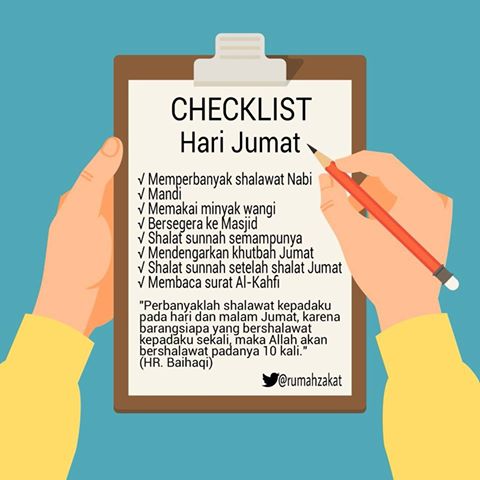 CHECKLIST
Hari Jumat
√ Memperbanyak shalawat Nabi
√ Mandi
√ Memakai minyak wangi
√ Bersegera ke Masjid
√ Shalat sunnah semampunya
√ Mendengarkan khutbah Jumat
√ Shalat sunnah setelah shalat Jumat
√ Membaca surat Al-Kahfi
"Perbanyaklah shalawat kepadaku
pada hari dan malam Jumat, karena
barangsiapa yang bershalawat
kepadaku sekali, maka Allah akan
bershalawat padanya 10 kali."
(HR. Baihaqi)
@rumahzakat